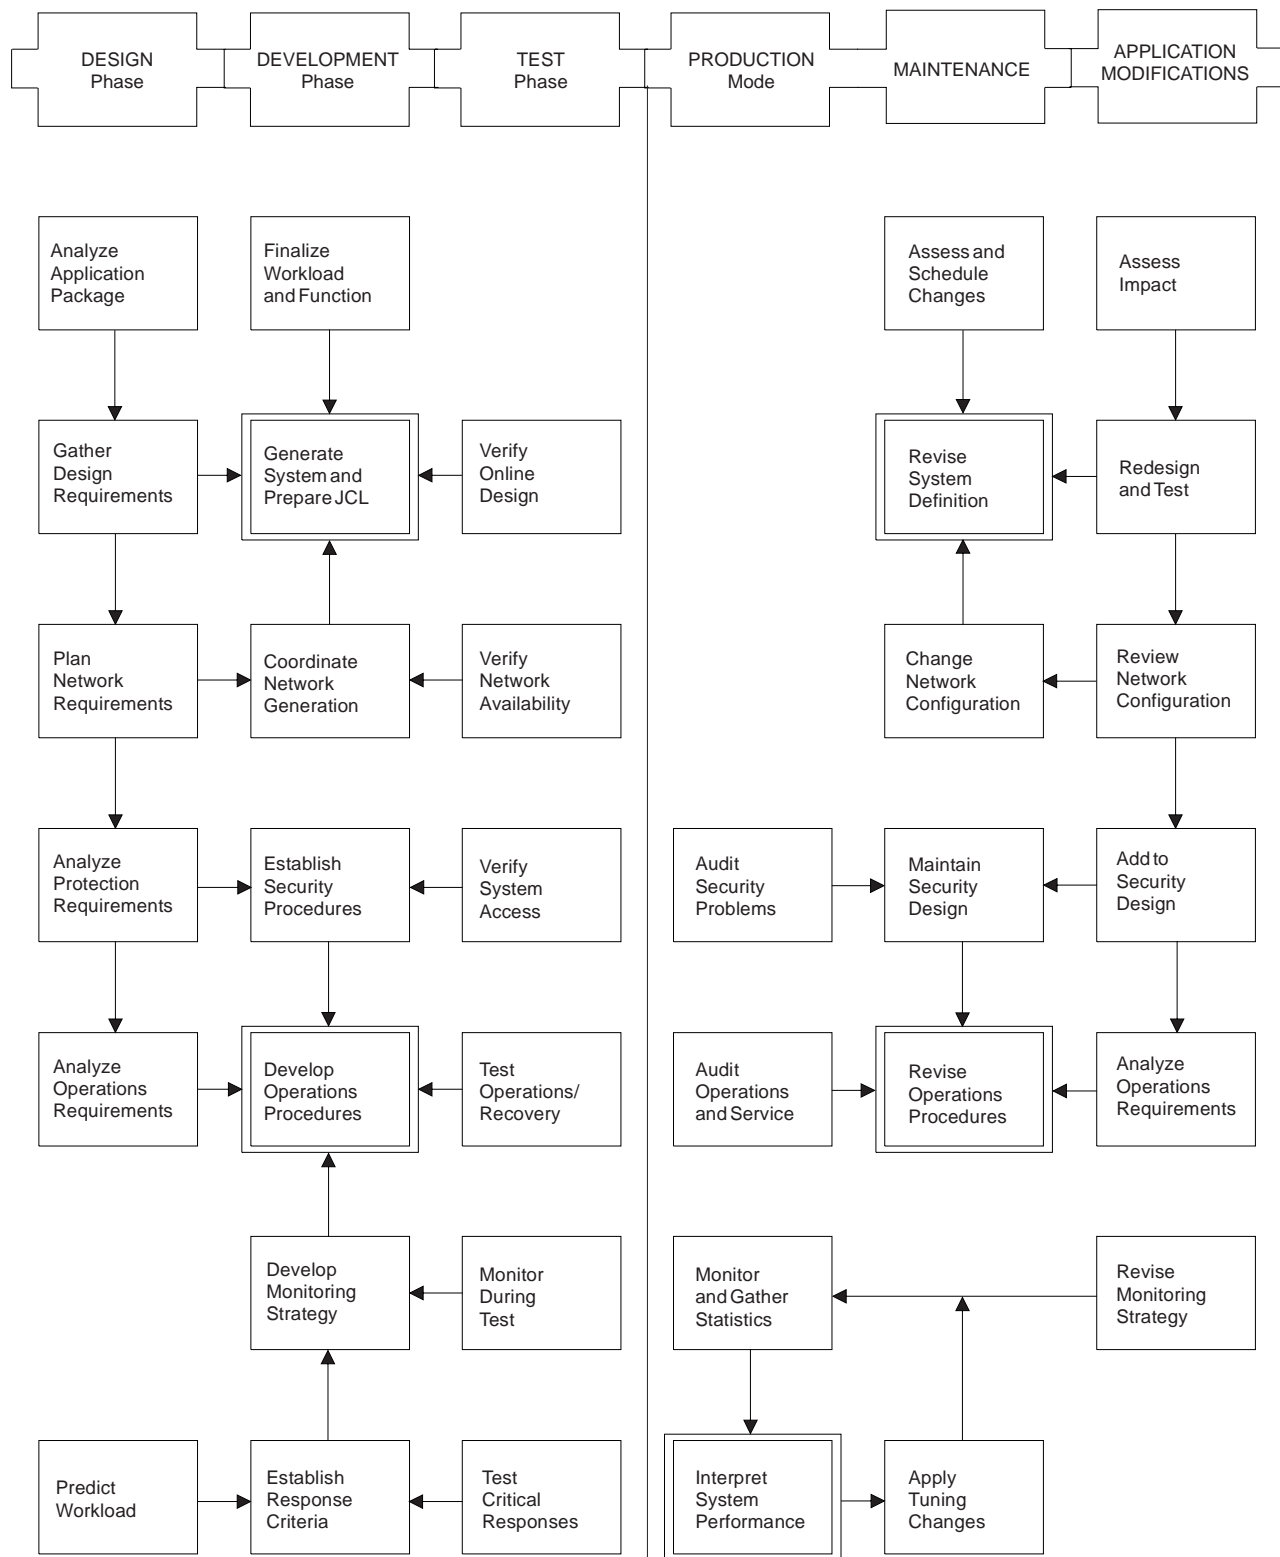 DESIGN
Phase
DEVELOPMENT
Phase
TEST
Phase
PRODUCTION
Mode
MAINTENANCE
APPLICATION
MODIFICATIONS
Analyze
Application
Package
Finalize
Workload
and Function
Assess and
Schedule
Changes
Assess
Impact
Gather
Design
Requirements
Generate
System and
Prepare JCL
Verify
Online
Design
Revise
System
Definition
Redesign
and Test
Plan
Network
Requirements
Coordinate
Network
Generation
Verify
Network
Availability
Change
Network
Configuration
Review
Network
Configuration
Analyze
Protection
Requirements
Establish
Security
Procedures
Verify
System
Access
Audit
Security
Problems
Maintain
Security
Design
Add to
Security
Design
Analyze
Operations
Requirements
Develop
Operations
Procedures
Test
Operations/
Recovery
Audit
Operations
and Service
Revise
Operations
Procedures
Analyze
Operations
Requirements
Develop
Monitoring
Strategy
Monitor
During
Test
Monitor
and Gather
Statistics
Revise
Monitoring
Strategy
Predict
Workload
Establish
Response
Criteria
Test
Critical
Responses
Interpret
System
Performance
Apply
Tuning
Changes